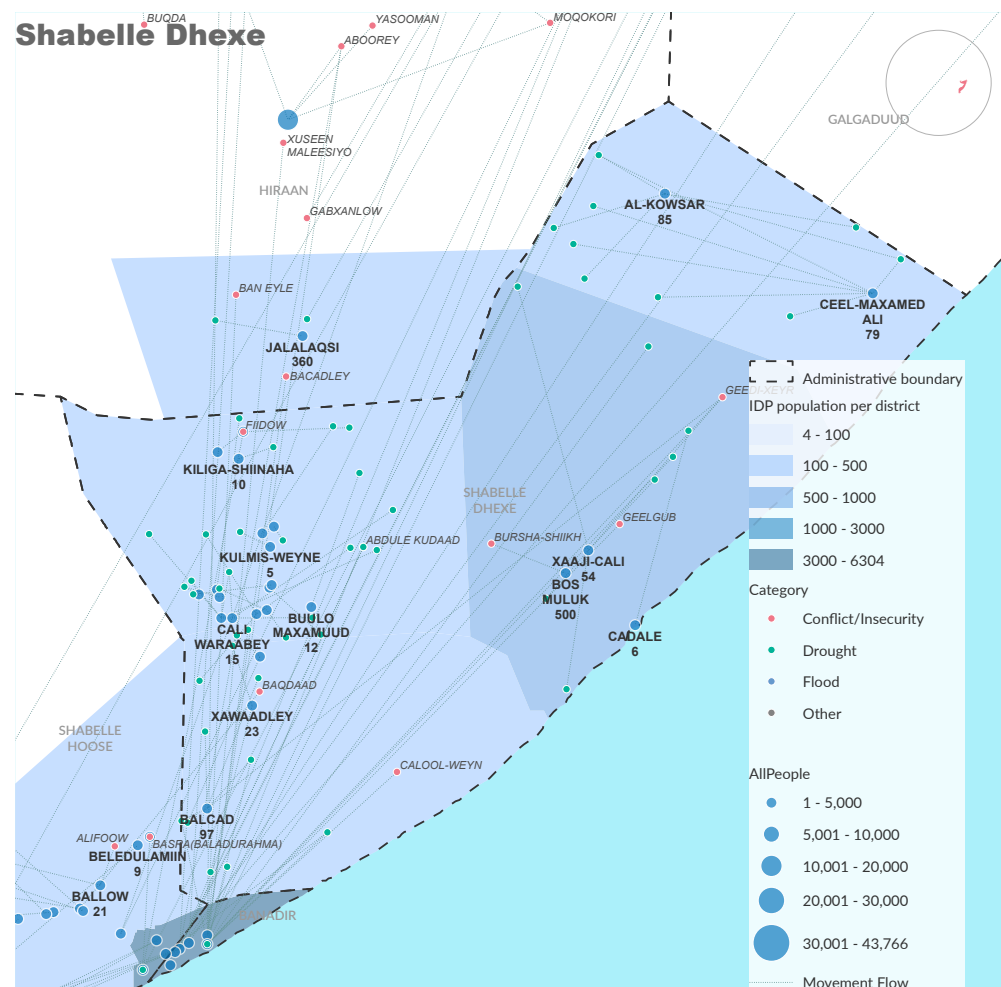 BUQDA
YASOOMAN
MOQOKORI
Shabelle Dhexe
ABOOREY
GALGADUUD
XUSEEN
MALEESIYO
HIRAAN
GABXANLOW
AL-KOWSAR
85
BAN EYLE
CEEL-MAXAMED
ALI
79
JALALAQSI
360
BACADLEY
Administrative boundary
GEEDI-XEYR
IDP population per district
4 - 100
100 - 500
500 - 1000
1000 - 3000
3000 - 6304
FIIDOW
KILIGA-SHIINAHA
10
SHABELLE
DHEXE
GEELGUB
ABDULE KUDAAD
BURSHA-SHIIKH
KULMIS-WEYNE
5
XAAJI-CALI
54
BOS
MULUK
500
Category
Conflict/Insecurity
Drought
Flood
Other
BUULO
MAXAMUUD
12
CALI
WARAABEY
15
CADALE
6
BAQDAAD
XAWAADLEY
23
SHABELLE
HOOSE
CALOOL-WEYN
AllPeople
1 - 5,000
5,001 - 10,000
10,001 - 20,000
20,001 - 30,000
30,001 - 43,766
Movement Flow
BALCAD
97
ALIFOOW
BASRA(BALADURAHMA)
BELEDULAMIIN
9
BALLOW
21
BANADIR